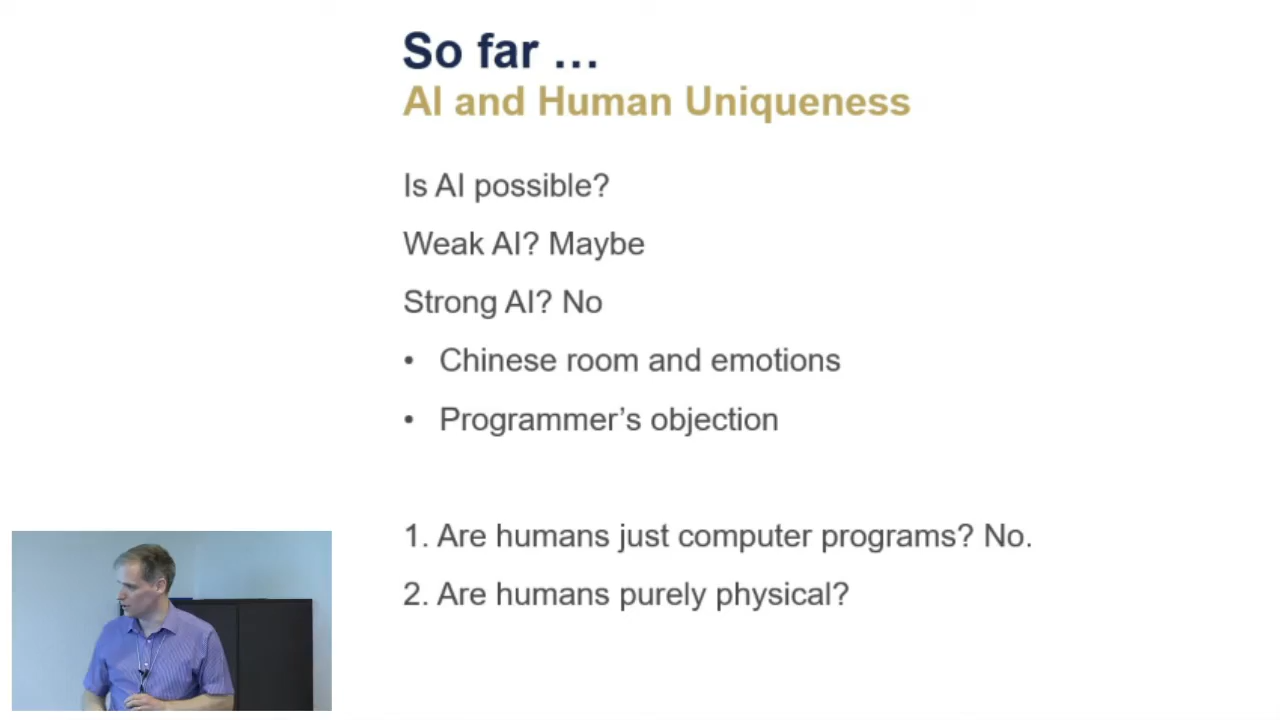 So far …
AI and Human Uniqueness
Is AI possible?
Weak AI? Maybe
Strong AI? No
• Chinese room and emotions
• Programmer’s objection
1. Are humans just computer programs? No.
2. Are humans purely physical?